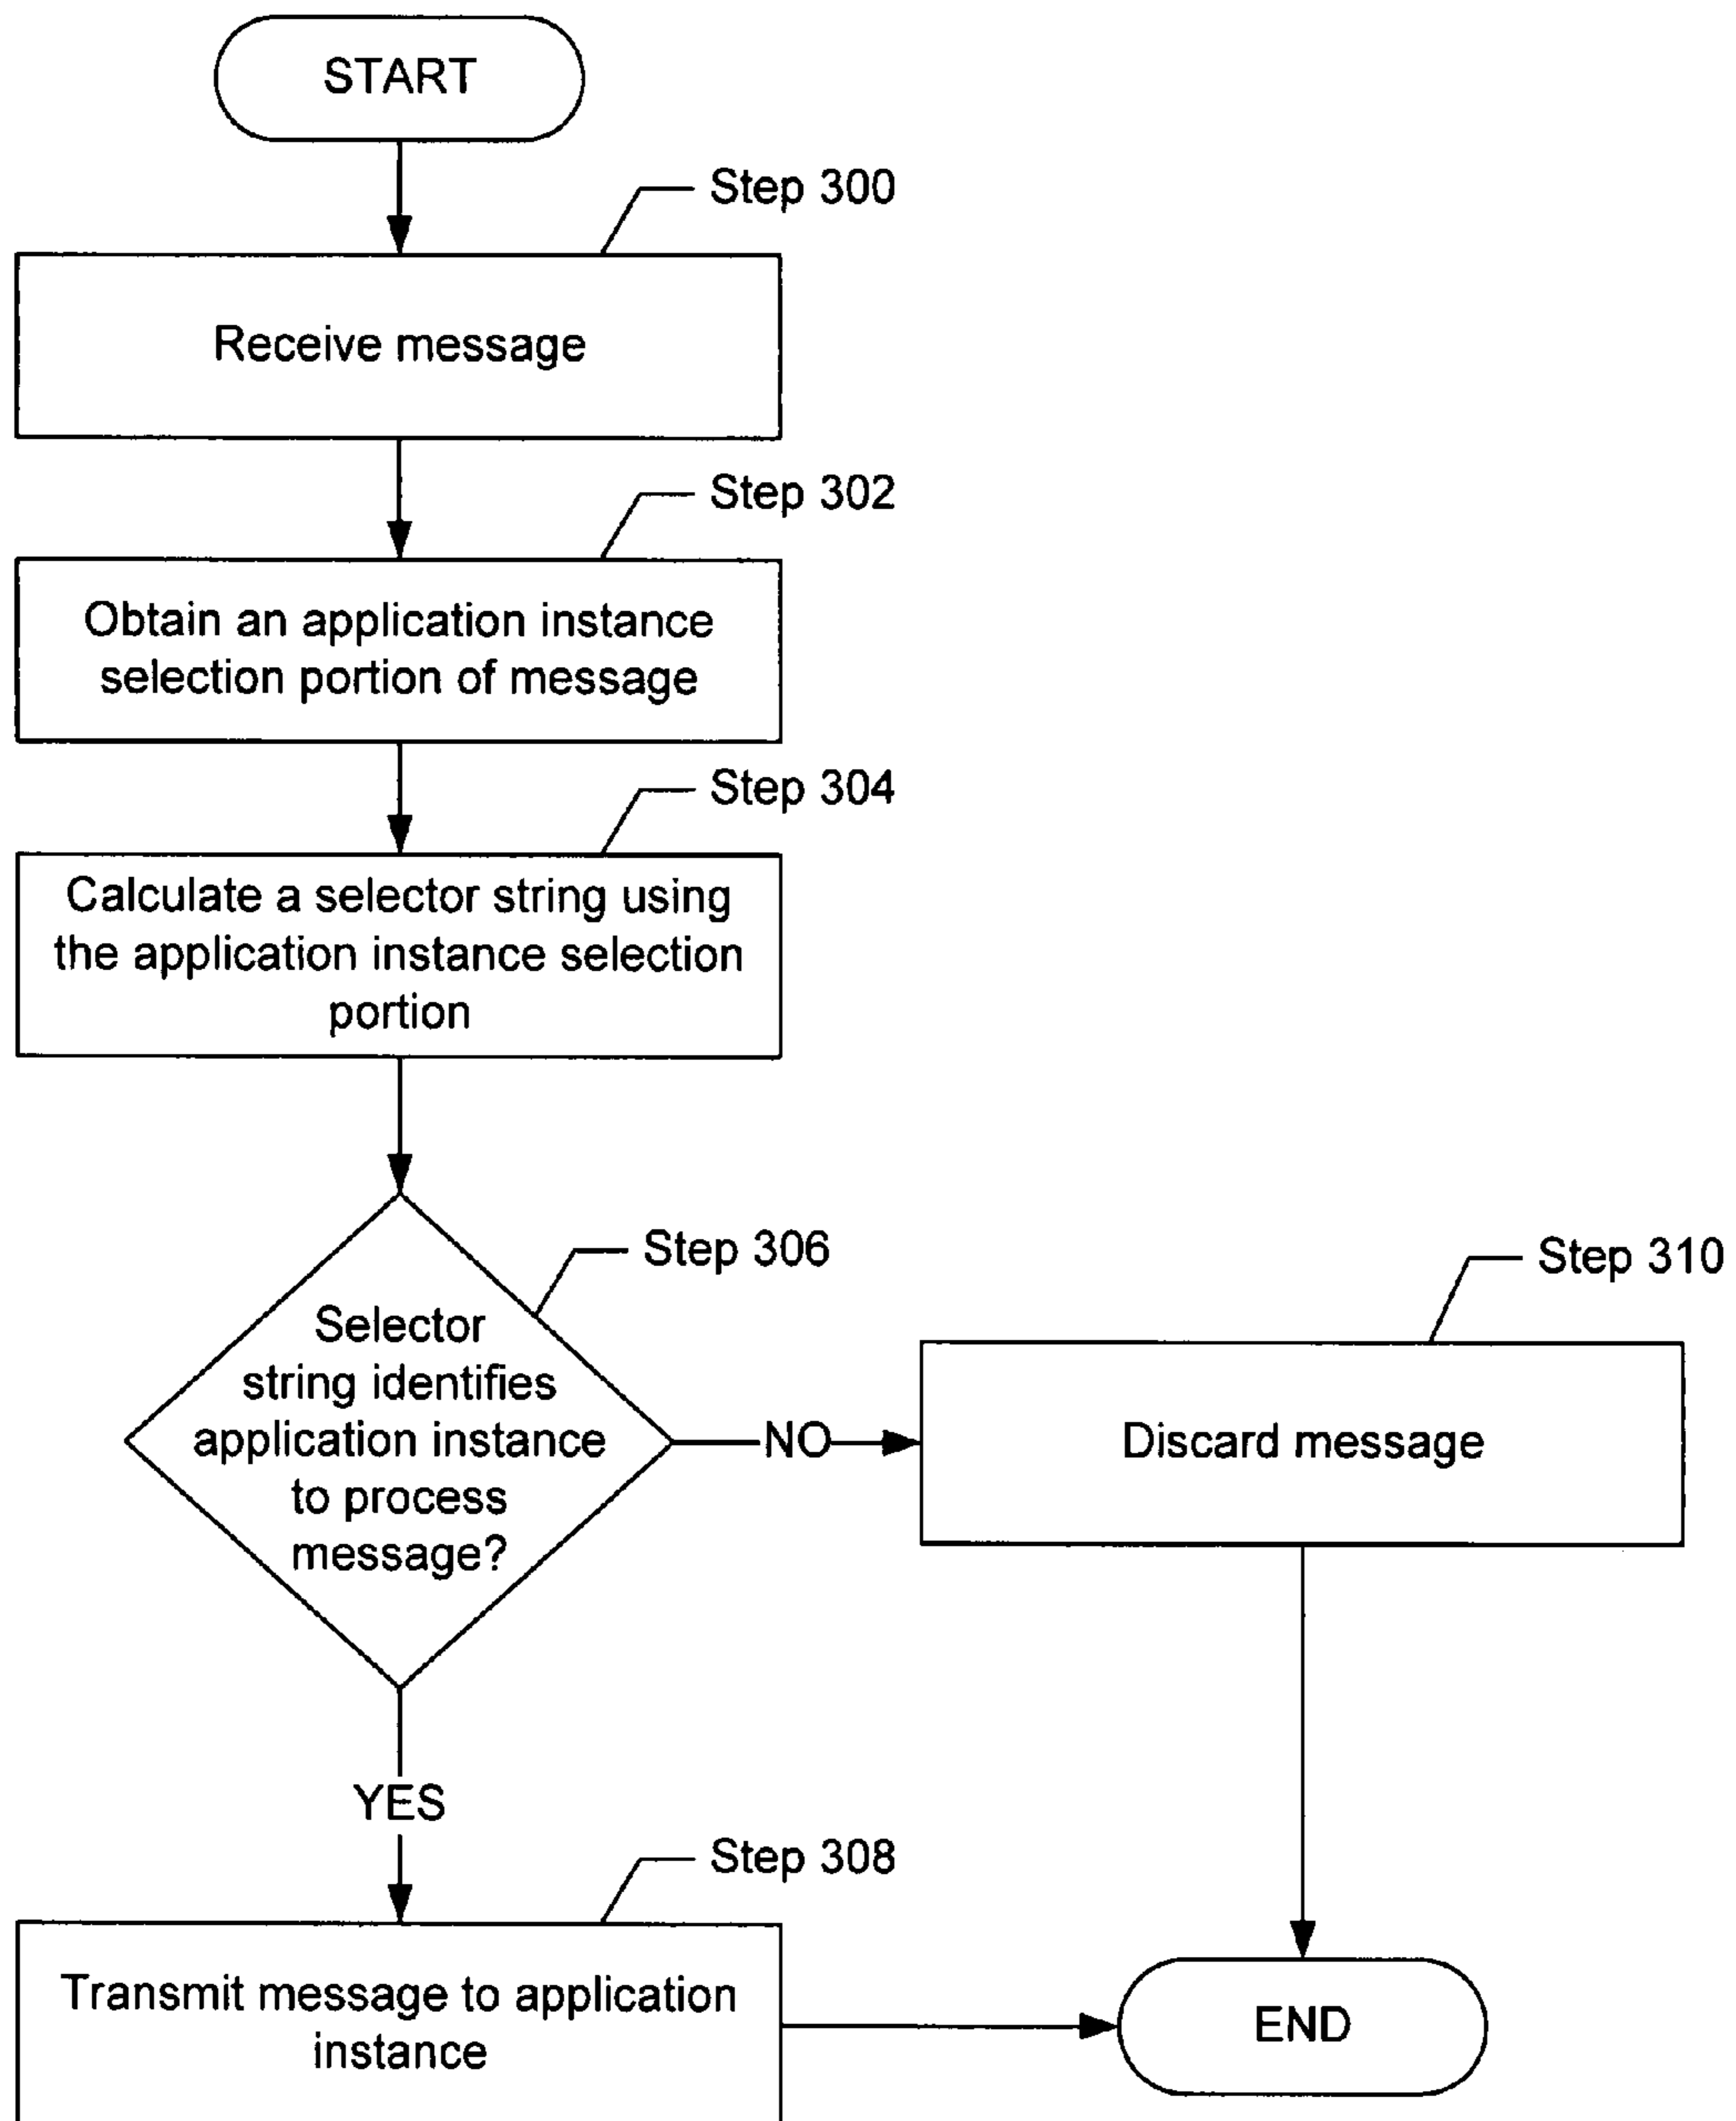 START
Step 300
Receive message
Step 302
Obtain an application instance
selection portion of message
Step 304
Calculate a selector string using
the application instance selection
portion
Step 306
Selector
string identifies
application instance
to process
message?
NO
Step 310
Discard message
YES
Step 308
Transmit message to application
instance
END